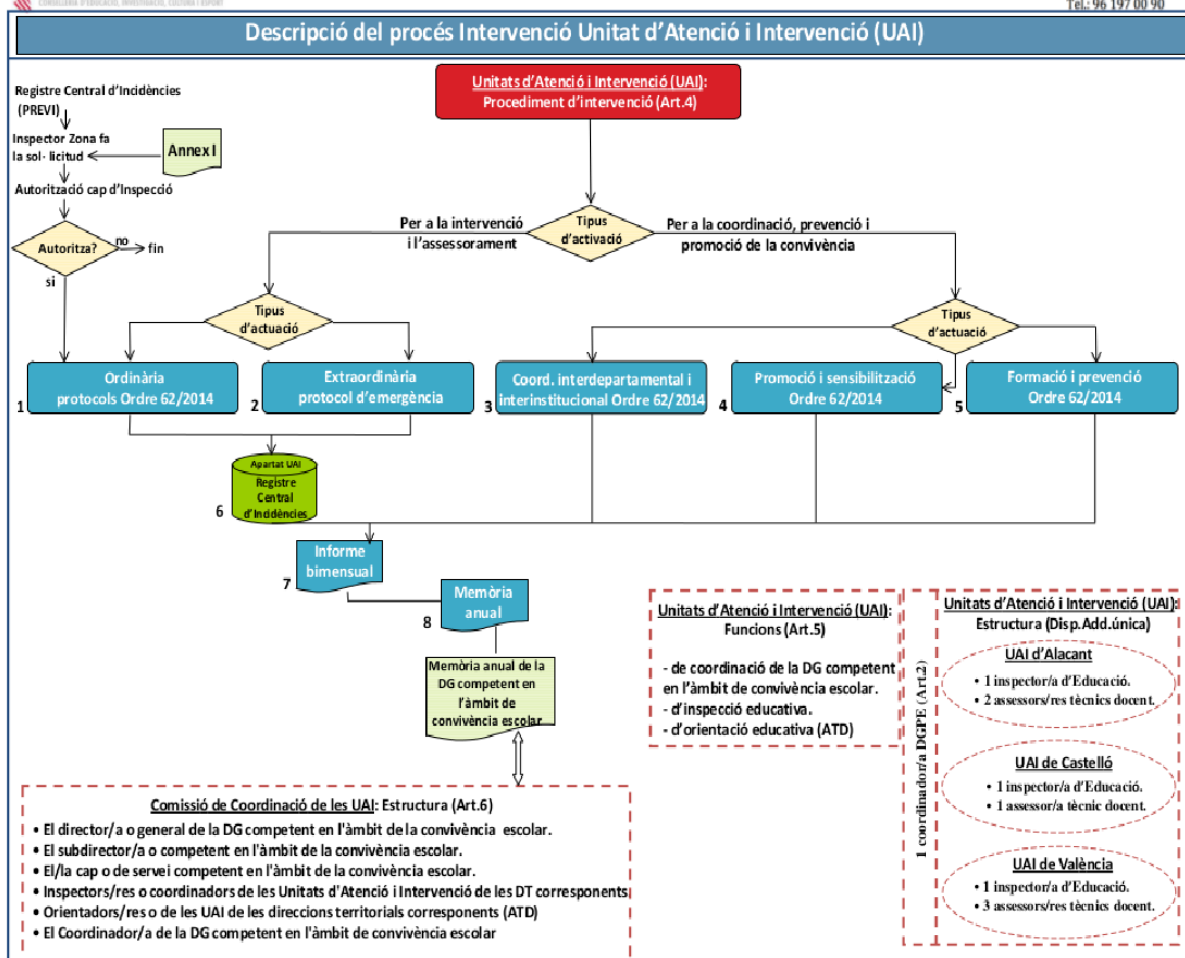 CONSELLERIA D'EDUCACIÓ, INVESTIGACIÓ, CULTURA I ESPORT
Tel.: 96 197 00 90
Descripció del procés Intervenció Unitat d'Atenció i Intervenció (UAI)
Registre Central d'Incidències
(PREVI)
Inspector Zona fa
la sol·licitud
Annex I
Autorització cap d'Inspecció
Autoritza?
no
fin
si
Unitats d'Atenció i Intervenció (UAI):
Procediment d'intervenció (Art.4)
Tipus
d'activació
Per a la intervenció
i l'assessorament
Per a la coordinació, prevenció i
promoció de la convivència
Tipus
d'actuació
Tipus
d'actuació
1
Ordinària
protocols Ordre 62/2014
2
Extraordinària
protocol d'emergència
3
Coord. interdepartamental i
interinstitucional Ordre 62/2014
4
Promoció i sensibilització
Ordre 62/2014
5
Formació i prevenció
Ordre 62/2014
6
Apartat UAI
Registre
Central
d'Incidències
7
Informe
bimensual
8
Memòria
anual
Memòria anual de la
DG competent en
l'àmbit de
convivència escolar
Unitats d'Atenció i Intervenció (UAI):
Funcions (Art.5)
- de coordinació de la DG competent
en l'àmbit de convivència escolar.
- d'inspecció educativa.
- d'orientació educativa (ATD)
1 coordinador/a DGPE (Art.2)
Unitats d'Atenció i Intervenció (UAI):
Estructura (Disp.Add.única)
UAI d'Alacant
• 1 inspector/a d'Educació.
• 2 assessors/res tècnics docent.
UAI de Castelló
• 1 inspector/a d'Educació.
• 1 assessor/a tècnic docent.
UAI de València
• 1 inspector/a d'Educació.
• 3 assessors/res tècnics docent.
Comissió de Coordinació de les UAI: Estructura (Art.6)
• El director/a o general de la DG competent en l'àmbit de la convivència escolar.
• El subdirector/a o competent en l'àmbit de la convivència escolar.
• El/la cap o de servei competent en l'àmbit de la convivència escolar.
• Inspectors/res o coordinadors de les Unitats d'Atenció i Intervenció de les DT corresponents
• Orientadors/res o de les UAI de les direccions territorials corresponents (ATD)
• El Coordinador/a de la DG competent en l'àmbit de convivència escolar